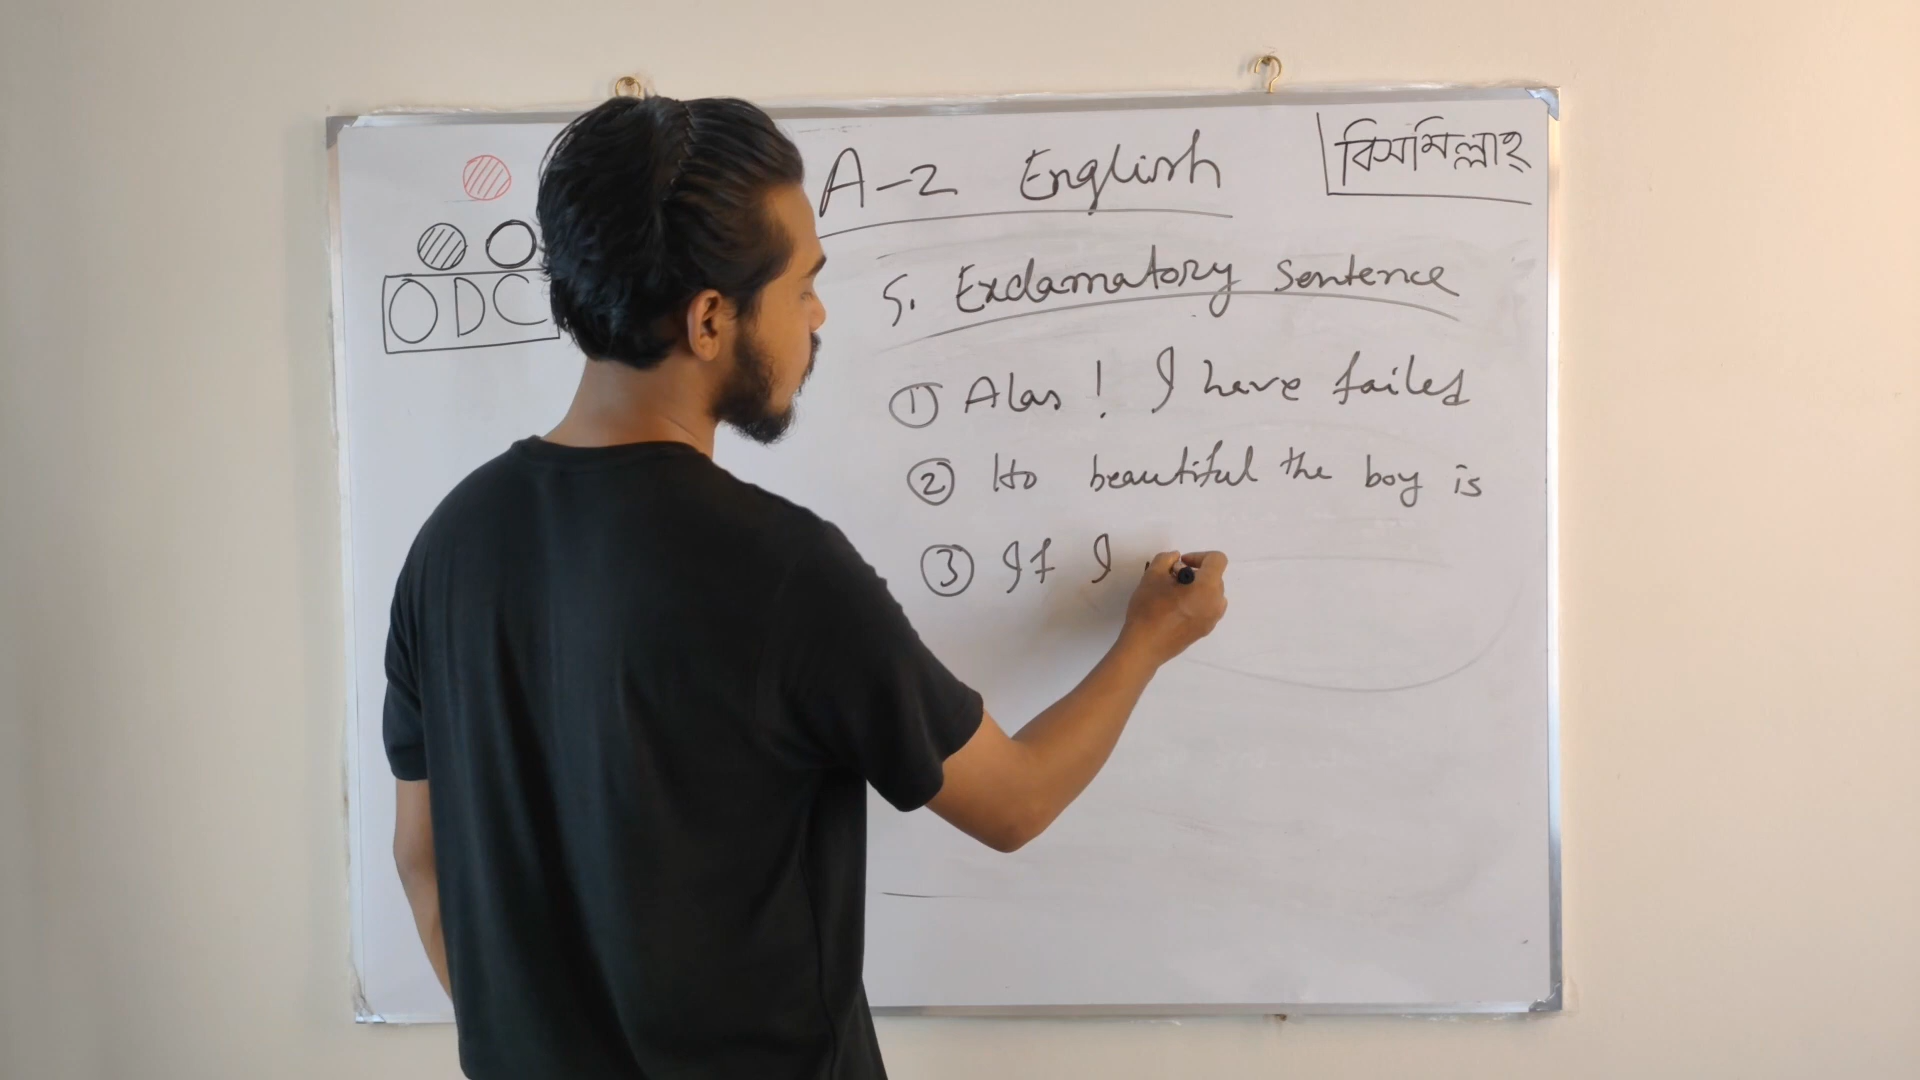 A-Z English
বিসমিল্লাহ
ODC
5. Exclamatory sentence
① Alas! I have failed
② Ho beautiful the boy is
③ If I